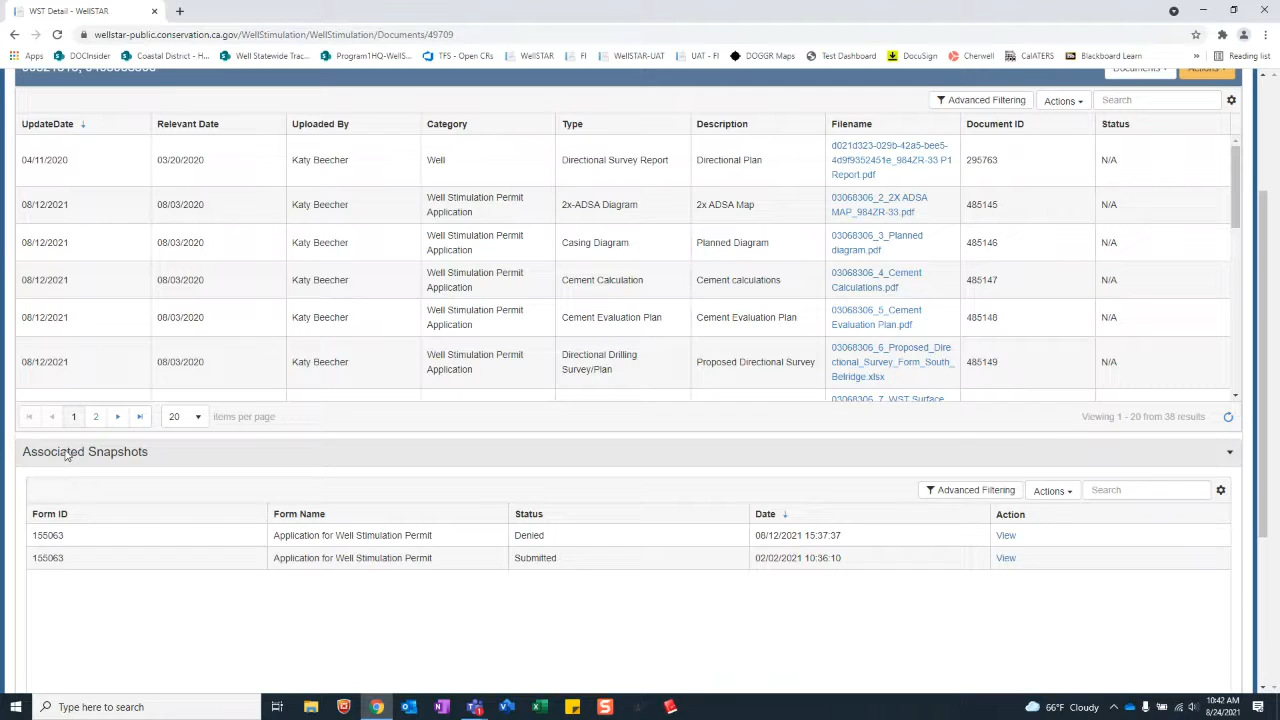 WST Detail - WellSTAR
wellstar-public.conservation.ca.gov/WellStimulation/WellStimulation/Documents/49709
Apps DOCInsider Coastal District - H... Well Statewide Trac... Program1HQ-WellS... TFS - Open CRs WellSTAR FI WellSTAR-UAT UAT - FI DOGGR Maps Test Dashboard DocuSign Cherwell CalATERS Blackboard Learn » Reading list
Advanced Filtering Actions Search
UpdateDate Relevant Date Uploaded By Category Type Description Filename Document ID Status
04/11/2020 03/20/2020 Katy Beecher Well Directional Survey Report Directional Plan d021d323-029b-42a5-bee5-
4d9f9352451e_984ZR-33 P1
Report.pdf 295763 N/A
08/12/2021 08/03/2020 Katy Beecher Well Stimulation Permit
Application 2x-ADSA Diagram 2x ADSA Map 03068306_2_2X ADSA
MAP_984ZR-33.pdf 485145 N/A
08/12/2021 08/03/2020 Katy Beecher Well Stimulation Permit
Application Casing Diagram Planned Diagram 03068306_3_Planned
diagram.pdf 485146 N/A
08/12/2021 08/03/2020 Katy Beecher Well Stimulation Permit
Application Cement Calculation Cement calculations 03068306_4_Cement
Calculations.pdf 485147 N/A
08/12/2021 08/03/2020 Katy Beecher Well Stimulation Permit
Application Cement Evaluation Plan Cement Evaluation Plan 03068306_5_Cement
Evaluation Plan.pdf 485148 N/A
08/12/2021 08/03/2020 Katy Beecher Well Stimulation Permit
Application Directional Drilling
Survey/Plan Proposed Directional Survey 03068306_6_Proposed_Dire
ctional_Survey_Form_South_
Belridge.xlsx 485149 N/A
03068306_7_WST Surface
1 2 20 items per page Viewing 1 - 20 from 38 results
Associated Snapshots
Advanced Filtering Actions Search
Form ID Form Name Status Date Action
155063 Application for Well Stimulation Permit Denied 08/12/2021 15:37:37 View
155063 Application for Well Stimulation Permit Submitted 02/02/2021 10:36:10 View
Type here to search
66°F Cloudy
10:42 AM
8/24/2021